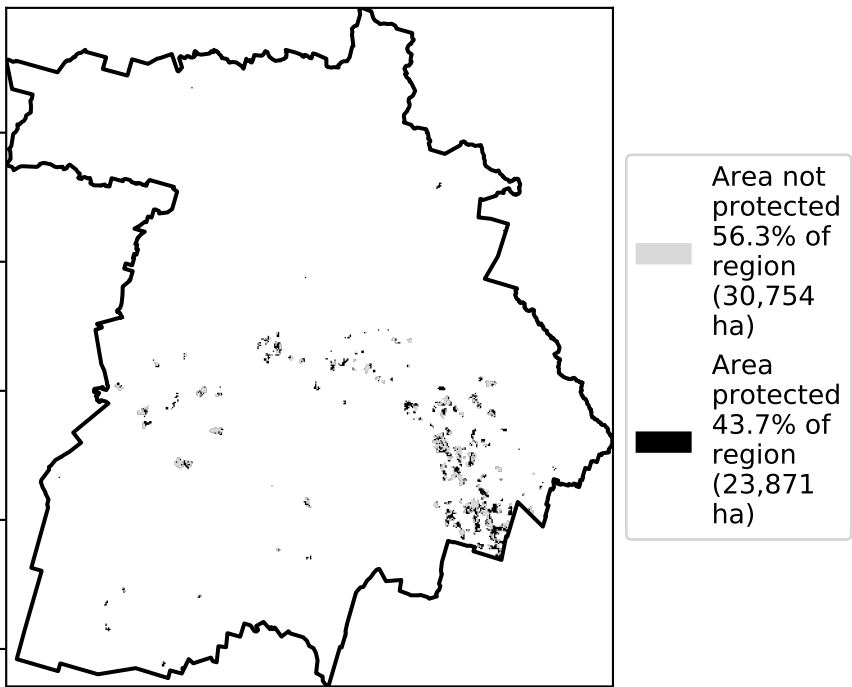 Area not
protected
56.3% of
region
(30,754
ha)
Area
protected
43.7% of
region
(23,871
ha)